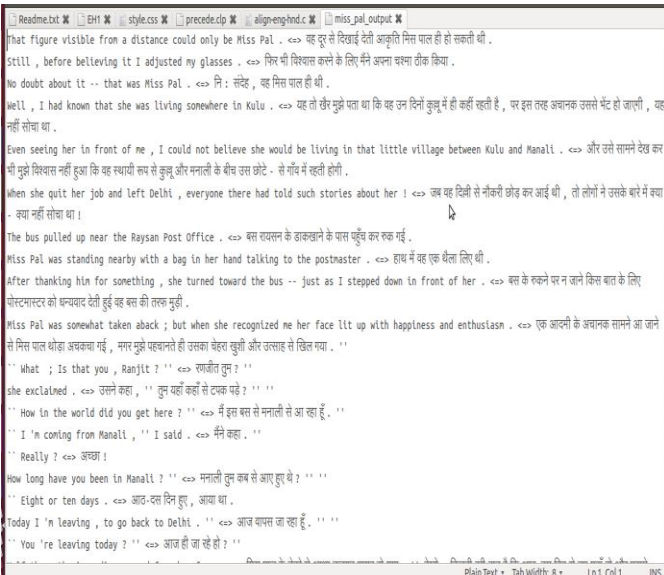 Readme.txt EH1 style.css precede.clp align-eng-hnd.c miss_pal_output
That figure visible from a distance could only be Miss Pal . <=> वह दूर से दिखाई देती आकृति मिस पाल ही हो सकती थी .
Still , before believing it I adjusted my glasses . <=> फिर भी विश्वास करने के लिए मैंने अपना चश्मा ठीक किया .
No doubt about it -- that was Miss Pal . <=> नि : संदेह , वह मिस पाल ही थी .
Well , I had known that she was living somewhere in Kulu . <=> यह तो खैर मुझे पता था कि वह उन दिनों कुल्लू में ही कहीं रहती है , पर इस तरह अचानक उससे भेंट हो जाएगी , यह
नहीं सोचा था .
Even seeing her in front of me , I could not believe she would be living in that little village between Kulu and Manali . <=> और उसे सामने देख कर
भी मुझे विश्वास नहीं हुआ कि वह स्थायी रूप से कुल्लू और मनाली के बीच उस छोटे - से गाँव में रहती होगी .
When she quit her job and left Delhi , everyone there had told such stories about her ! <=> जब वह दिल्ली से नौकरी छोड़ कर आई थी , तो लोगों ने उसके बारे में क्या
- क्या नहीं सोचा था !
The bus pulled up near the Raysan Post Office . <=> बस रायसन के डाकखाने के पास पहुँच कर रुक गई .
Miss Pal was standing nearby with a bag in her hand talking to the postmaster . <=> हाथ में वह एक थैला लिए थी .
After thanking him for something , she turned toward the bus -- just as I stepped down in front of her . <=> बस के रुकने पर न जाने किस बात के लिए
पोस्टमास्टर को धन्यवाद देती हुई वह बस की तरफ मुड़ी .
Miss Pal was somewhat taken aback ; but when she recognized me her face lit up with happiness and enthusiasm . <=> एक आदमी के अचानक सामने आ जाने
से मिस पाल थोड़ा अचकचा गई , मगर मुझे पहचानते ही उसका चेहरा खुशी और उत्साह से खिल गया . ''
`` What ; Is that you , Ranjit ? '' <=> रणजीत तुम ? ''
she exclaimed . <=> उसने कहा , '' तुम यहाँ कहाँ से टपक पड़े ? '' ''
`` How in the world did you get here ? '' <=> मैं इस बस से मनाली से आ रहा हूँ . ''
`` I 'm coming from Manali , '' I said . <=> मैंने कहा . ''
`` Really ? <=> अच्छा !
How long have you been in Manali ? '' <=> मनाली तुम कब से आए हुए थे ? '' ''
`` Eight or ten days . <=> आठ-दस दिन हुए , आया था .
Today I 'm leaving , to go back to Delhi . '' <=> आज वापस जा रहा हूँ . '' ''
`` You 're leaving today ? '' <=> आज ही जा रहे हो ? ''
Plain Text Tab Width: 8 Ln 1, Col 1 INS